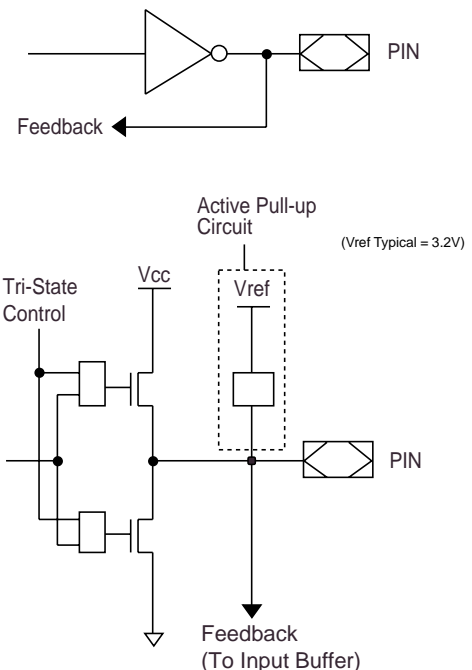 PIN
Feedback
Active Pull-up
Circuit
(Vref Typical = 3.2V)
Tri-State
Control
Vcc
Vref
PIN
Feedback
(To Input Buffer)